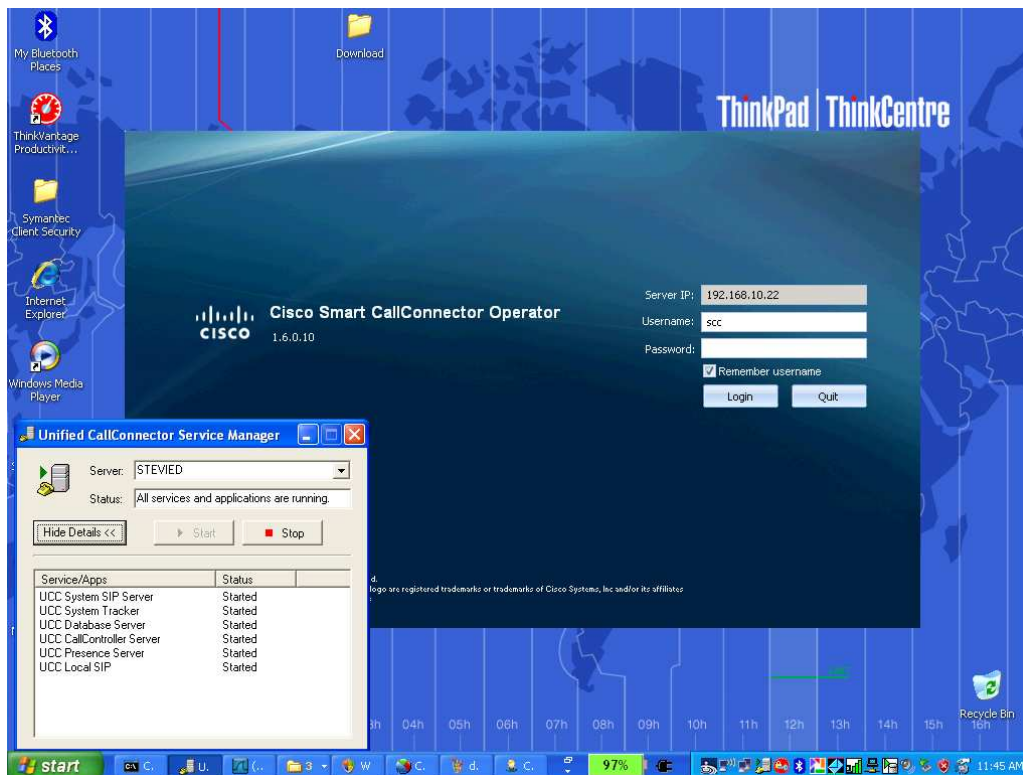 My Bluetooth
Places
Download
ThinkPad | ThinkCentre
ThinkVantage
Productivit...
Symantec
Client Security
Internet
Explorer
Windows Media
Player
Server IP: 192.168.10.22
CISCO
Cisco Smart CallConnector Operator
1.6.0.10
Username: scc
Password:
Remember username
Login Quit
d.
logo are registered trademarks or trademarks of Cisco Systems, Inc and/or its affiliates
Unified CallConnector Service Manager
Server: STEVIED
Status: All services and applications are running.
Hide Details << Start Stop
Service/Apps Status
UCC System SIP Server Started
UCC System Tracker Started
UCC Database Server Started
UCC CallController Server Started
UCC Presence Server Started
UCC Local SIP Started
Recycle Bin
3h 04h 05h 06h 07h 08h 09h 10h 11h 12h 13h 14h 15h 16h
start C. U. (.. 3 W C. d. C. 97% 11:45 AM